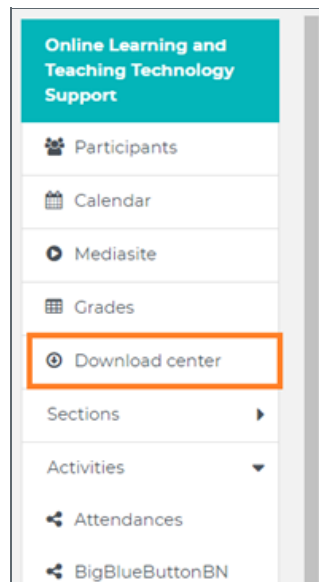 Online Learning and
Teaching Technology
Support
Participants
Calendar
Mediasite
Grades
Download center
Sections
Activities
Attendances
BigBlueButtonBN